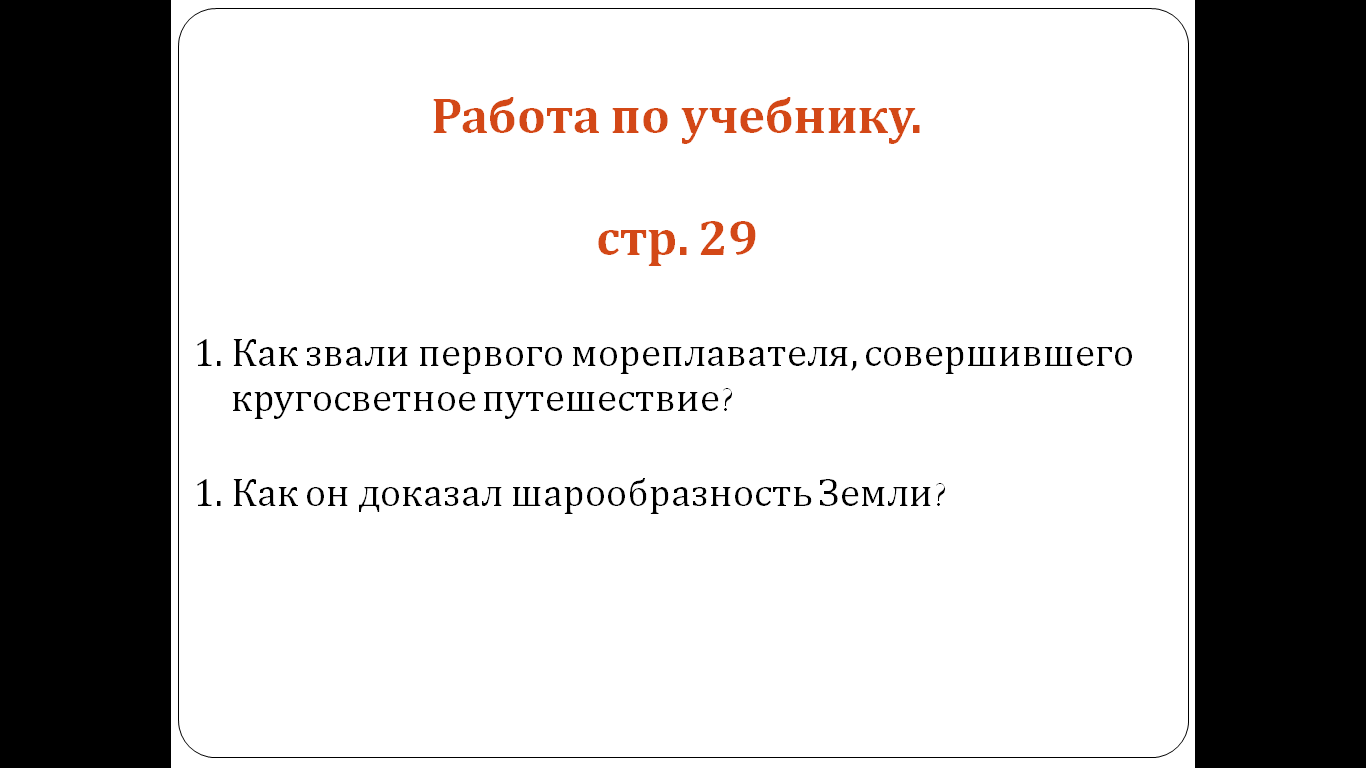 Работа по учебнику.
стр. 29
1. Как звали первого мореплавателя, совершившего
кругосветное путешествие?
1. Как он доказал шарообразность Земли?